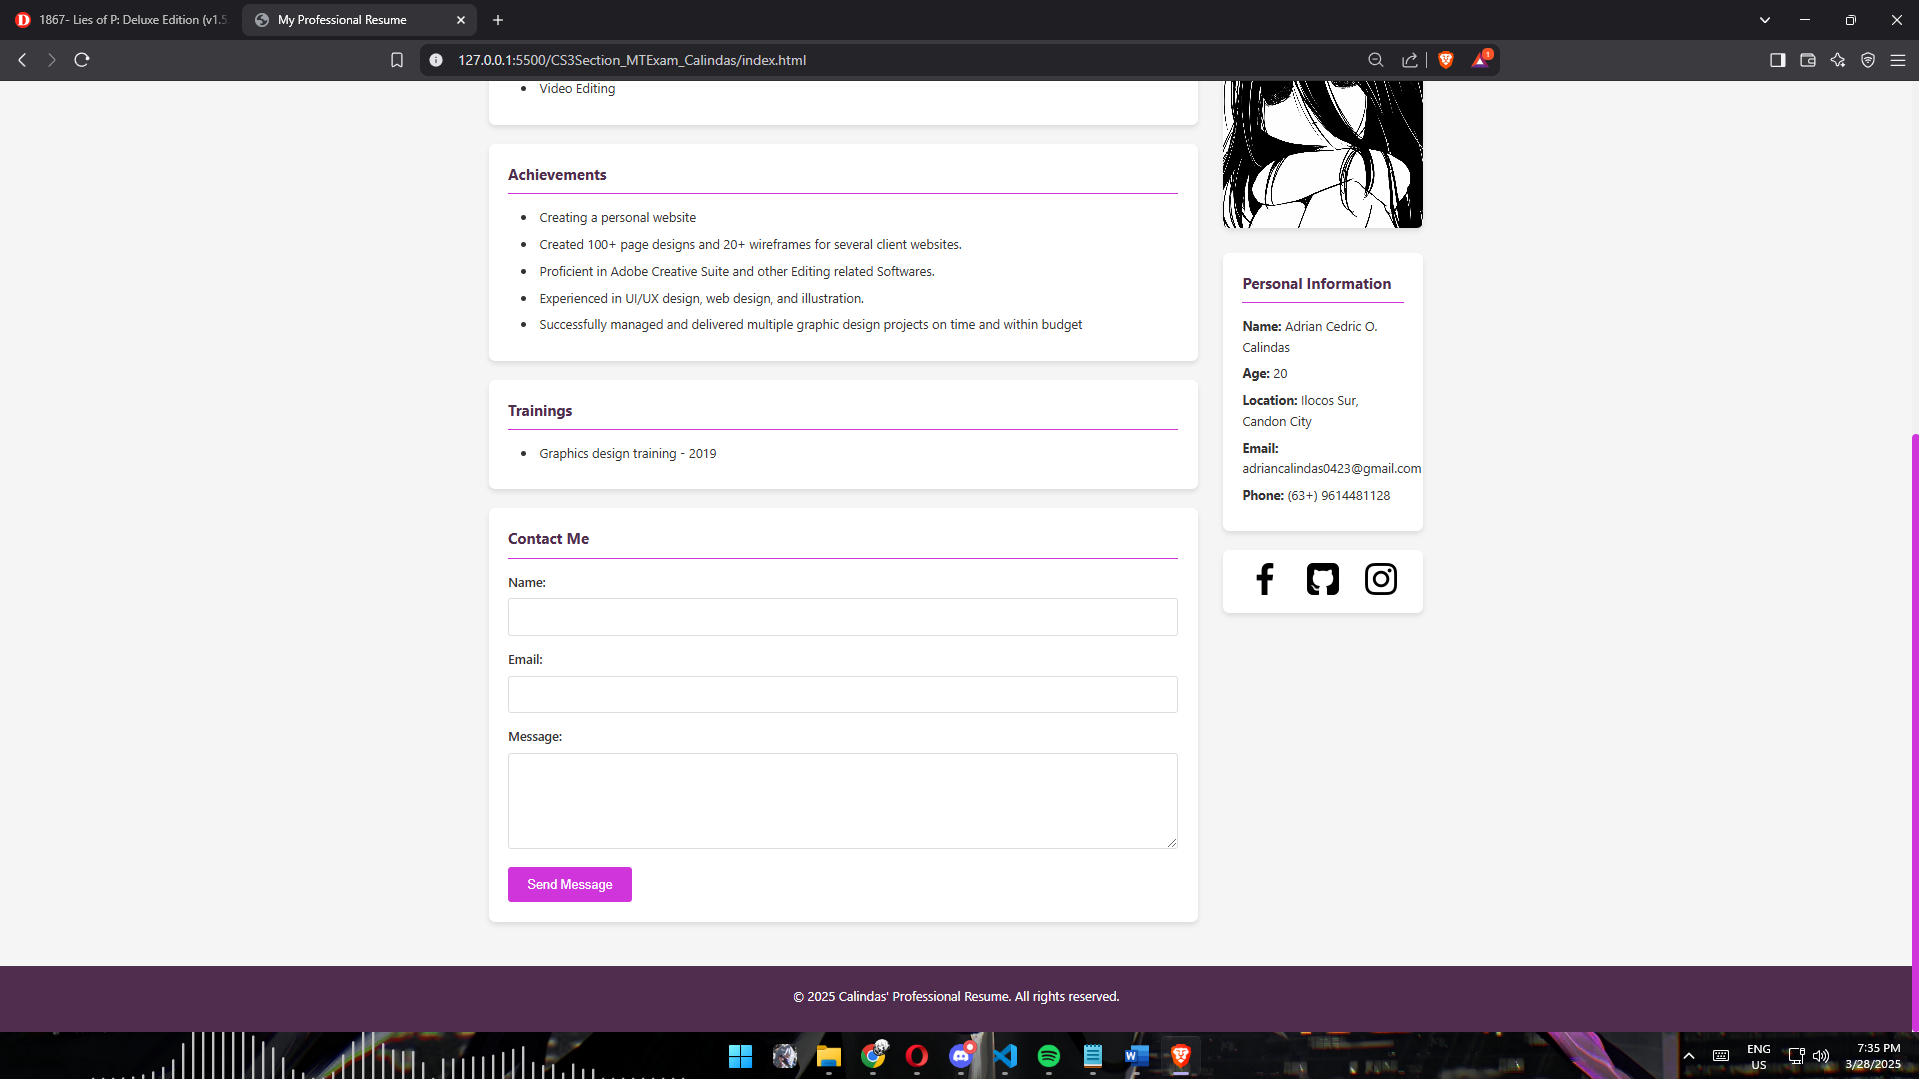 1867- Lies of P: Deluxe Edition (v1.5.
My Professional Resume
127.0.0.1:5500/CS3Section_MTExam_Calindas/index.html
1
Video Editing
Achievements
Creating a personal website
Created 100+ page designs and 20+ wireframes for several client websites.
Proficient in Adobe Creative Suite and other Editing related Softwares.
Experienced in UI/UX design, web design, and illustration.
Successfully managed and delivered multiple graphic design projects on time and within budget
Trainings
Graphics design training - 2019
Contact Me
Name:
Email:
Message:
Send Message
Personal Information
Name: Adrian Cedric O.
Calindas
Age: 20
Location: Ilocos Sur,
Candon City
Email:
adriancalindas0423@gmail.com
Phone: (63+) 9614481128
© 2025 Calindas' Professional Resume. All rights reserved.
ENG
US
7:35 PM
3/28/2025